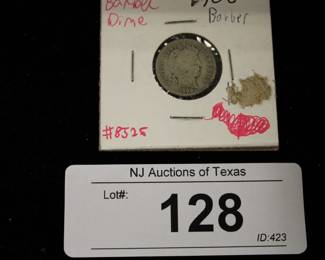 Barber
Dime
Barber
#8525
NJ Auctions of Texas
Lot#:
128
ID:423